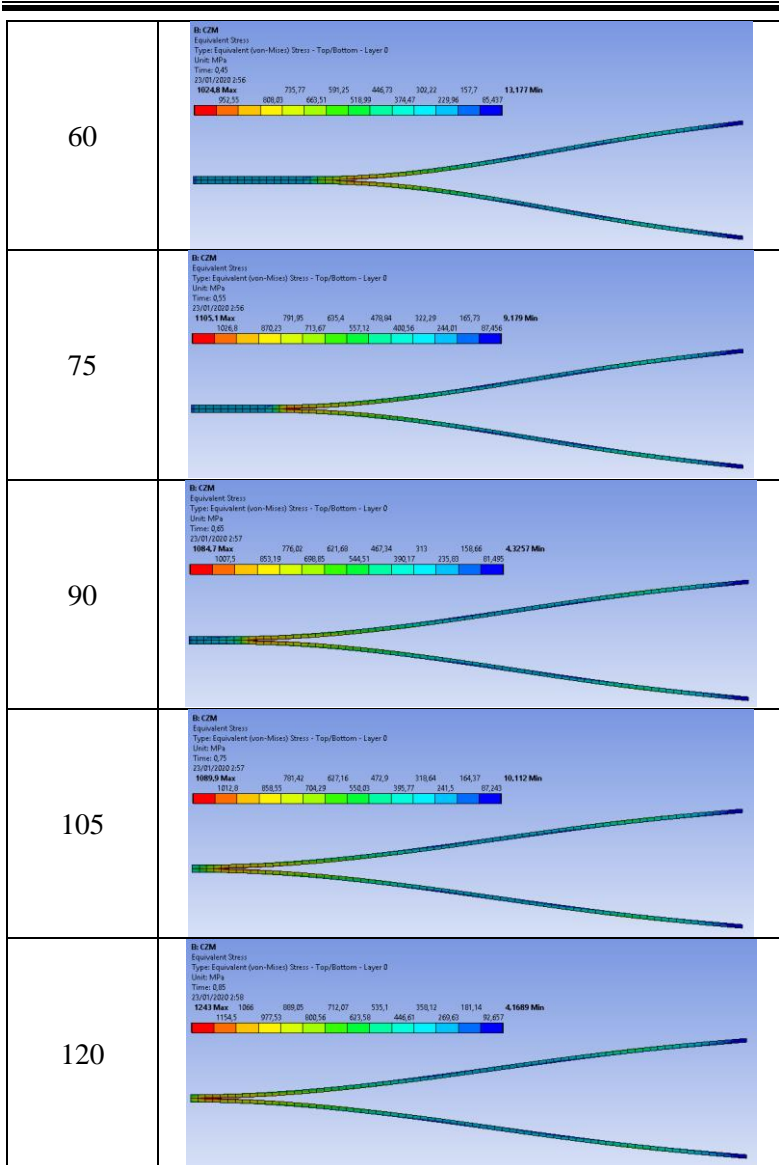 60
B: CZM
Equivalent Stress
Type: Equivalent (von-Mises) Stress - Top/Bottom - Layer 0
Unit: MPa
Time: 0,45
23/01/2020 2:56
1024,8 Max 735,77 591,25 446,73 302,22 157,7 13,177 Min
952,55 808,03 663,51 518,99 374,47 229,96 85,437
75
B: CZM
Equivalent Stress
Type: Equivalent (von-Mises) Stress - Top/Bottom - Layer 0
Unit: MPa
Time: 0,55
23/01/2020 2:56
1105,1 Max 791,95 635,4 478,84 322,29 165,73 9,179 Min
1026,8 870,23 713,67 557,12 400,56 244,01 87,456
90
B: CZM
Equivalent Stress
Type: Equivalent (von-Mises) Stress - Top/Bottom - Layer 0
Unit: MPa
Time: 0,65
23/01/2020 2:57
1084,7 Max 776,02 621,68 467,34 313 158,66 4,3257 Min
1007,5 853,19 698,85 544,51 390,17 235,83 81,495
105
B: CZM
Equivalent Stress
Type: Equivalent (von-Mises) Stress - Top/Bottom - Layer 0
Unit: MPa
Time: 0,75
23/01/2020 2:57
1089,9 Max 781,42 627,16 472,9 318,64 164,37 10,112 Min
1012,8 858,55 704,29 550,03 395,77 241,5 87,243
120
B: CZM
Equivalent Stress
Type: Equivalent (von-Mises) Stress - Top/Bottom - Layer 0
Unit: MPa
Time: 0,85
23/01/2020 2:58
1243 Max 1066 889,05 712,07 535,1 358,12 181,14 4,1689 Min
1154,5 977,53 800,56 623,58 446,61 269,63 92,657